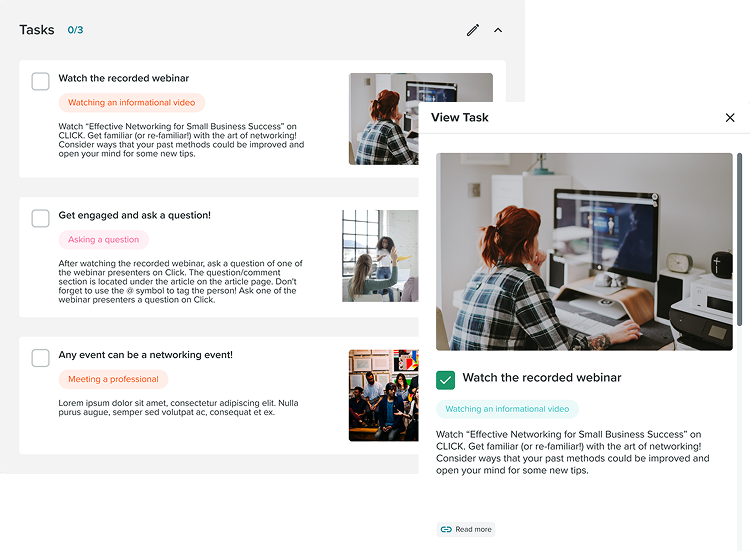 Tasks 0/3
Watch the recorded webinar
Watching an informational video
Watch “Effective Networking for Small Business Success” on
CLICK. Get familiar (or re-familiar!) with the art of networking!
Consider ways that your past methods could be improved and
open your mind for some new tips.
Get engaged and ask a question!
Asking a question
After watching the recorded webinar, ask a question of one of
the webinar presenters on Click. The question/comment
section is located under the article on the article page. Don't
forget to use the @ symbol to tag the person! Ask one of the
webinar presenters a question on Click.
Any event can be a networking event!
Meeting a professional
Lorem ipsum dolor sit amet, consectetur adipiscing elit. Nulla
purus augue, semper sed volutpat ac, consequat et ex.
View Task
Watch the recorded webinar
Watching an informational video
Watch “Effective Networking for Small Business Success” on
CLICK. Get familiar (or re-familiar!) with the art of networking!
Consider ways that your past methods could be improved and
open your mind for some new tips.
Read more